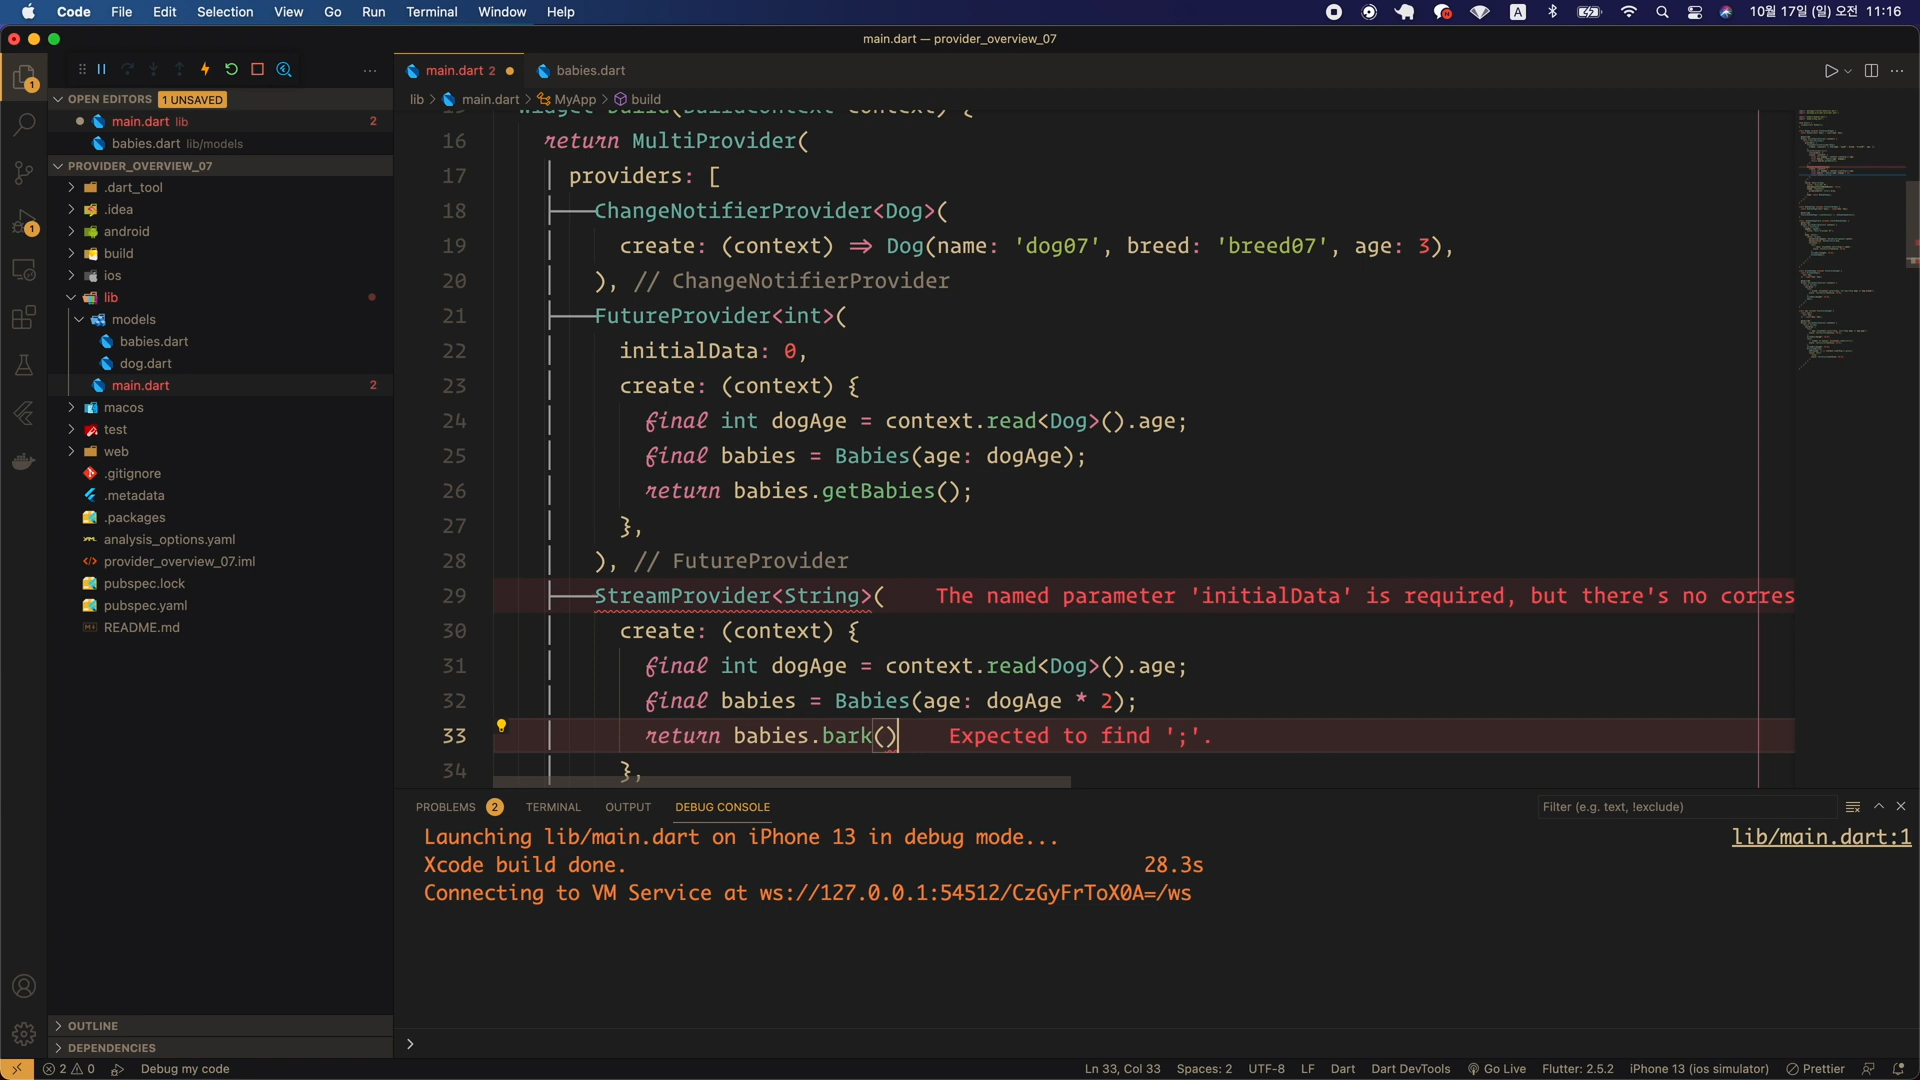 Code File Edit Selection View Go Run Terminal Window Help A 10월 17일 (일) 오전 11:16
main.dart — provider_overview_07
main.dart 2 babies.dart
OPEN EDITORS 1 UNSAVED
lib > main.dart > MyApp > build
main.dart lib 2
babies.dart lib/models
PROVIDER_OVERVIEW_07
.dart_tool
.idea
android
build
ios
lib
models
babies.dart
dog.dart
main.dart 2
macos
test
web
.gitignore
.metadata
.packages
analysis_options.yaml
provider_overview_07.iml
pubspec.lock
pubspec.yaml
README.md
OUTLINE
DEPENDENCIES
15 Widget build(BuildContext context) {
16 return MultiProvider(
17 providers: [
18 ChangeNotifierProvider<Dog>(
19 create: (context) => Dog(name: 'dog07', breed: 'breed07', age: 3),
20 ), // ChangeNotifierProvider
21 FutureProvider<int>(
22 initialData: 0,
23 create: (context) {
24 final int dogAge = context.read<Dog>().age;
25 final babies = Babies(age: dogAge);
26 return babies.getBabies();
27 },
28 ), // FutureProvider
29 StreamProvider<String>( The named parameter 'initialData' is required, but there's no corres
30 create: (context) {
31 final int dogAge = context.read<Dog>().age;
32 final babies = Babies(age: dogAge * 2);
33 return babies.bark() Expected to find ';'.
34 },
PROBLEMS 2 TERMINAL OUTPUT DEBUG CONSOLE Filter (e.g. text, !exclude)
Launching lib/main.dart on iPhone 13 in debug mode... lib/main.dart:1
Xcode build done. 28.3s
Connecting to VM Service at ws://127.0.0.1:54512/CzGyFrToX0A=/ws
>
2 0 Debug my code Ln 33, Col 33 Spaces: 2 UTF-8 LF Dart Dart DevTools Go Live Flutter: 2.5.2 iPhone 13 (ios simulator) Prettier